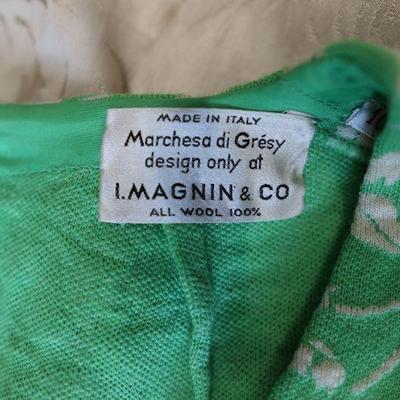 MADE IN ITALY
Marchesa di Grésy
design only at
I. MAGNIN & CO
ALL WOOL 100%